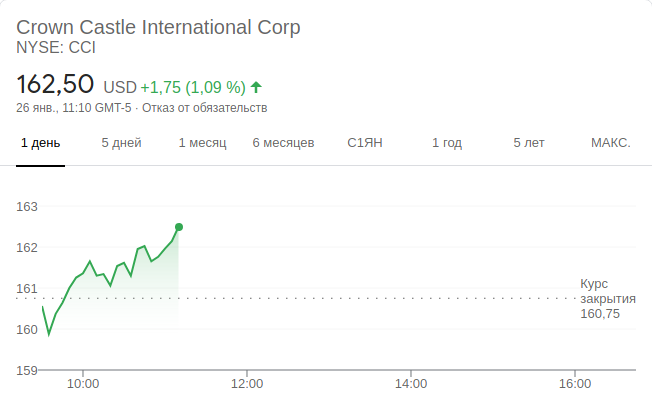 Crown Castle International Corp
NYSE: CCI
162,50 USD +1,75 (1,09 %)
26 янв., 11:10 GMT-5 · Отказ от обязательств
1 день 5 дней 1 месяц 6 месяцев С1ЯН 1 год 5 лет МАКС.
163
162
161
160
159
Курс
закрытия
160,75
10:00 12:00 14:00 16:00